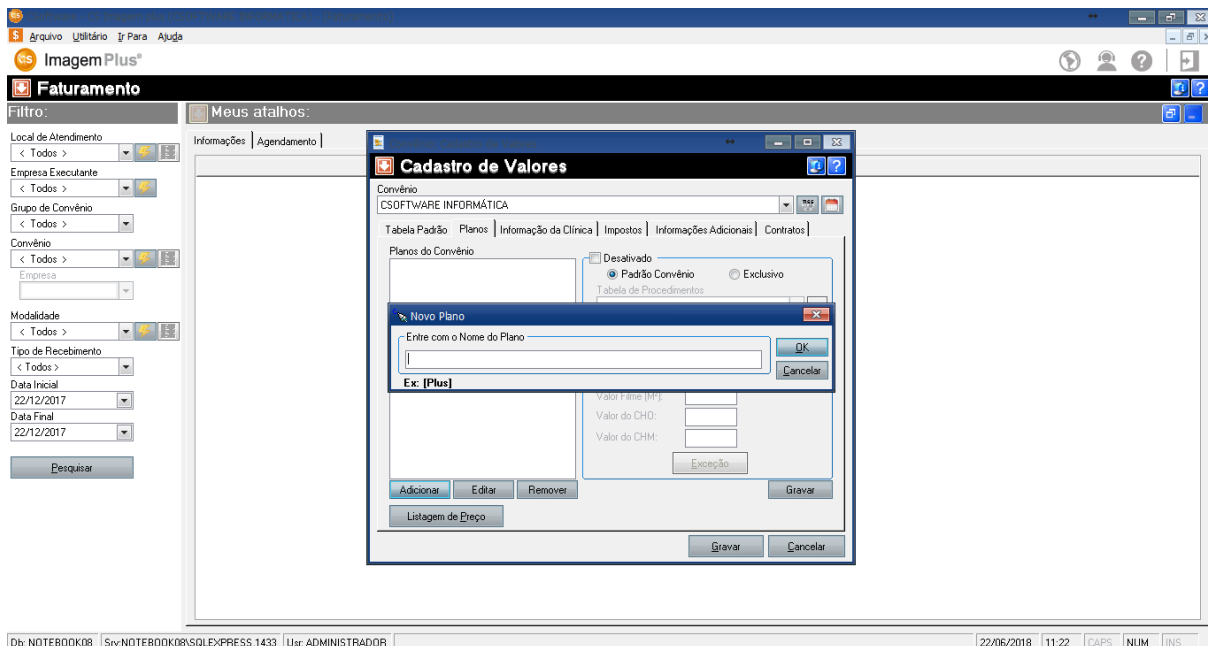 Arquivo Utilitário Ir Para Ajuda
cs ImagemPlus®
Faturamento
Filtro:
Meus atalhos:
Local de Atendimento
< Todos >
Empresa Executante
< Todos >
Grupo de Convênio
< Todos >
Convênio
< Todos >
Empresa
Modalidade
< Todos >
Tipo de Recebimento
< Todos >
Data Inicial
22/12/2017
Data Final
22/12/2017
Pesquisar
Informações Agendamento
Cadastro de Valores
Convênio
CSOFTWARE INFORMÁTICA
Tabela Padrão Planos Informação da Clínica Impostos Informações Adicionais Contratos
Planos do Convênio
Desativado
Padrão Convênio Exclusivo
Tabela de Procedimentos
Novo Plano
Entre com o Nome do Plano
OK
Cancelar
Ex: [Plus]
Valor Filme (M²):
Valor do CHO:
Valor do CHM:
Exceção
Adicionar Editar Remover Gravar
Listagem de Preço
Gravar Cancelar
Db: NOTEBOOK08 Srv:NOTEBOOK08\SQLEXPRESS,1433 Usr: ADMINISTRADOR 22/06/2018 11:22 CAPS NUM INS